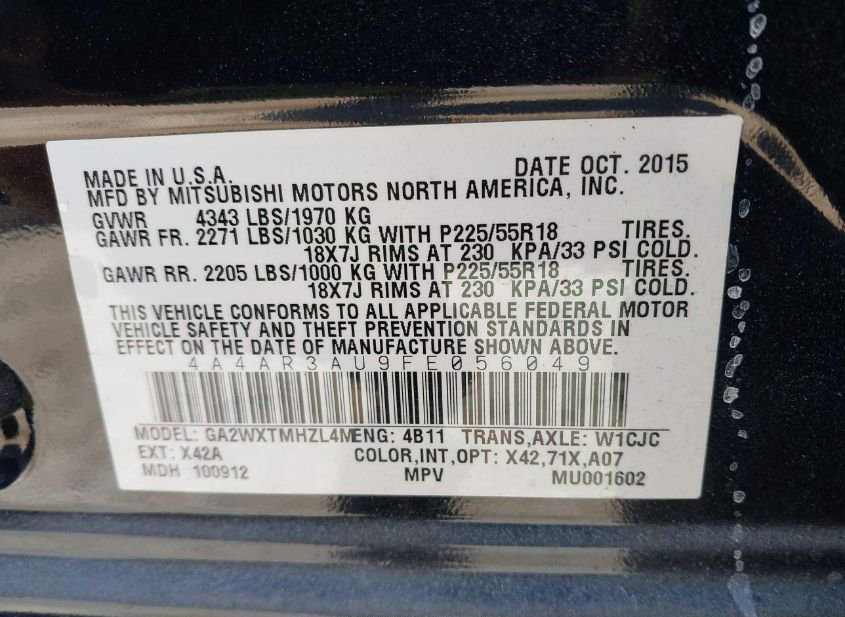 MADE IN U.S.A. DATE OCT. 2015
MFD BY MITSUBISHI MOTORS NORTH AMERICA, INC.
GVWR 4343 LBS/1970 KG
GAWR FR. 2271 LBS/1030 KG WITH P225/55R18 TIRES.
18X7J RIMS AT 230 KPA/33 PSI COLD.
GAWR RR. 2205 LBS/1000 KG WITH P225/55R18 TIRES.
18X7J RIMS AT 230 KPA/33 PSI COLD.
THIS VEHICLE CONFORMS TO ALL APPLICABLE FEDERAL MOTOR
VEHICLE SAFETY AND THEFT PREVENTION STANDARDS IN
EFFECT ON THE DATE OF MANUFACTURE SHOWN ABOVE.
4A4AR3AU9FE056049
MODEL: GA2WXTMHZL4MENG: 4B11 TRANS,AXLE: W1CJC
EXT: X42A COLOR,INT,OPT: X42,71X,A07
MDH 100912 MPV MU001602